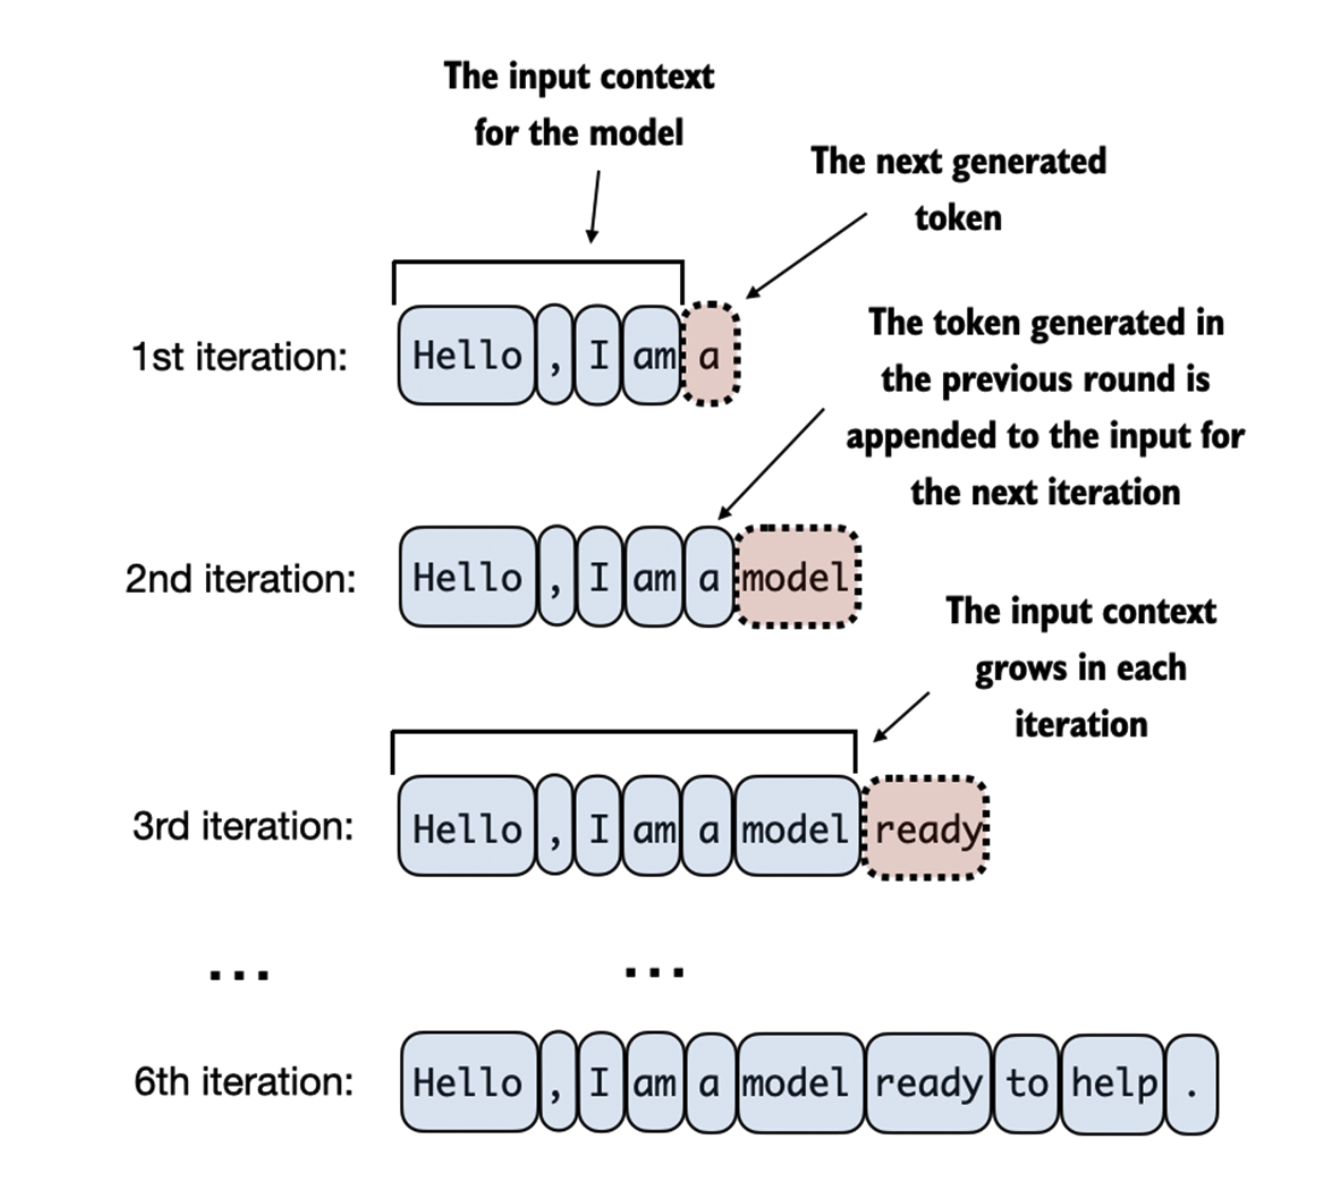 The input context
for the model
The next generated
token
1st iteration: Hello , I am a
The token generated in
the previous round is
appended to the input for
the next iteration
2nd iteration: Hello , I am a model
The input context
grows in each
iteration
3rd iteration: Hello , I am a model ready
... ...
6th iteration: Hello , I am a model ready to help .